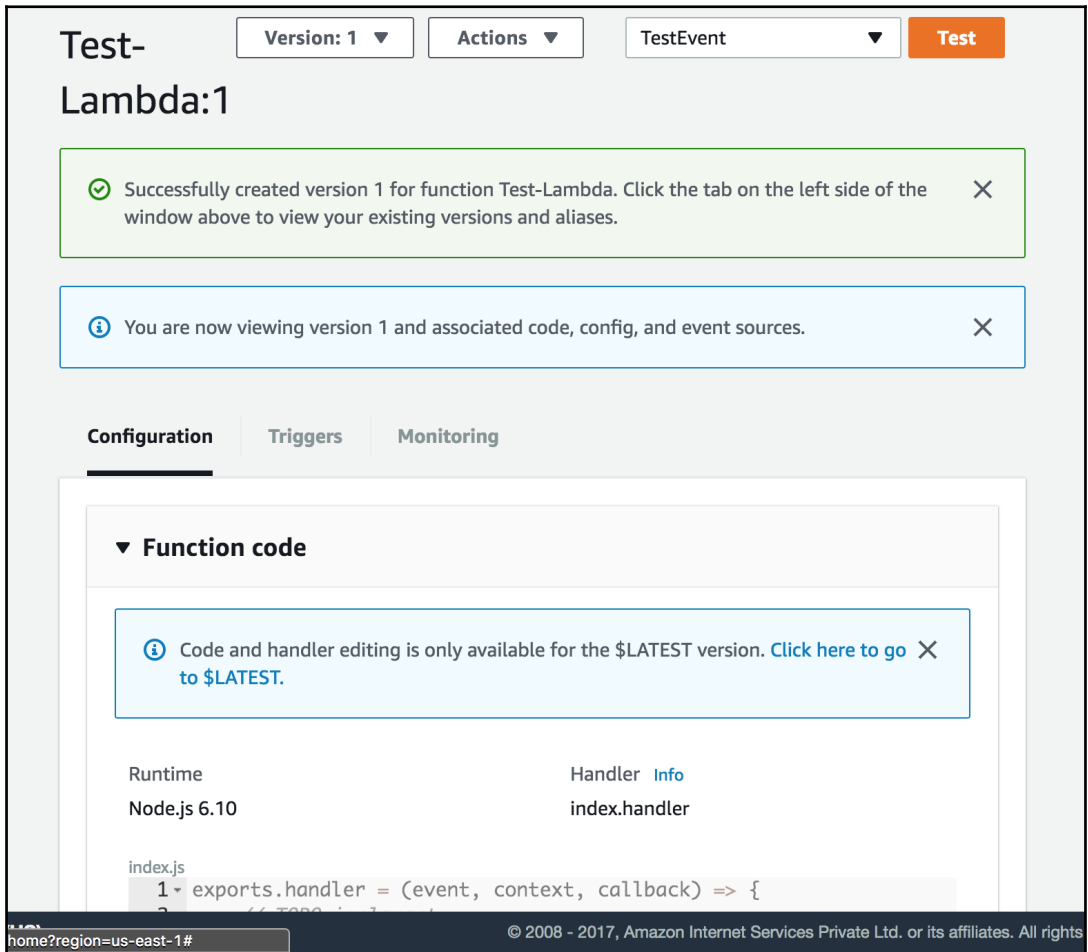 Test-
Lambda:1
Version: 1
Actions
TestEvent
Test
Successfully created version 1 for function Test-Lambda. Click the tab on the left side of the
window above to view your existing versions and aliases.
You are now viewing version 1 and associated code, config, and event sources.
Configuration
Triggers
Monitoring
Function code
Code and handler editing is only available for the $LATEST version. Click here to go
to $LATEST.
Runtime
Handler Info
Node.js 6.10
index.handler
index.js
1 exports.handler = (event, context, callback) => {
home?region=us-east-1#
© 2008 - 2017, Amazon Internet Services Private Ltd. or its affiliates. All rights